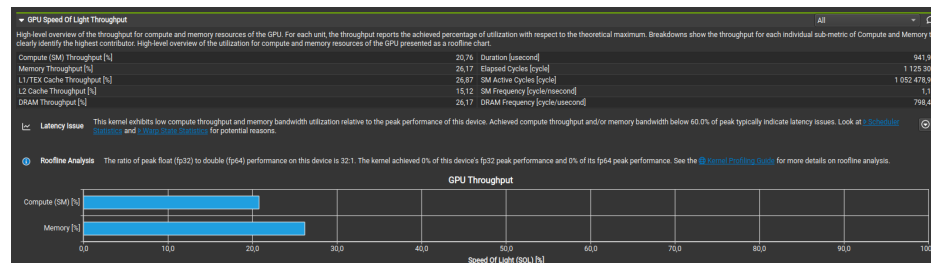 GPU Speed Of Light Throughput
All
High-level overview of the throughput for compute and memory resources of the GPU. For each unit, the throughput reports the achieved percentage of utilization with respect to the theoretical maximum. Breakdowns show the throughput for each individual sub-metric of Compute and Memory t
clearly identify the highest contributor. High-level overview of the utilization for compute and memory resources of the GPU presented as a roofline chart.
Compute (SM) Throughput [%] 20,76 Duration [usecond] 941,9
Memory Throughput [%] 26,17 Elapsed Cycles [cycle] 1 125 30
L1/TEX Cache Throughput [%] 26,87 SM Active Cycles [cycle] 1 052 478,9
L2 Cache Throughput [%] 15,12 SM Frequency [cycle/nsecond] 1,1
DRAM Throughput [%] 26,17 DRAM Frequency [cycle/usecond] 798,4
Latency Issue This kernel exhibits low compute throughput and memory bandwidth utilization relative to the peak performance of this device. Achieved compute throughput and/or memory bandwidth below 60.0% of peak typically indicate latency issues. Look at Scheduler
Statistics and Warp State Statistics for potential reasons.
Roofline Analysis The ratio of peak float (fp32) to double (fp64) performance on this device is 32:1. The kernel achieved 0% of this device's fp32 peak performance and 0% of its fp64 peak performance. See the Kernel Profiling Guide for more details on roofline analysis.
GPU Throughput
Compute (SM) [%]
Memory [%]
0,0 10,0 20,0 30,0 40,0 50,0 60,0 70,0 80,0 90,0 100
Speed Of Light (SOL) [%]